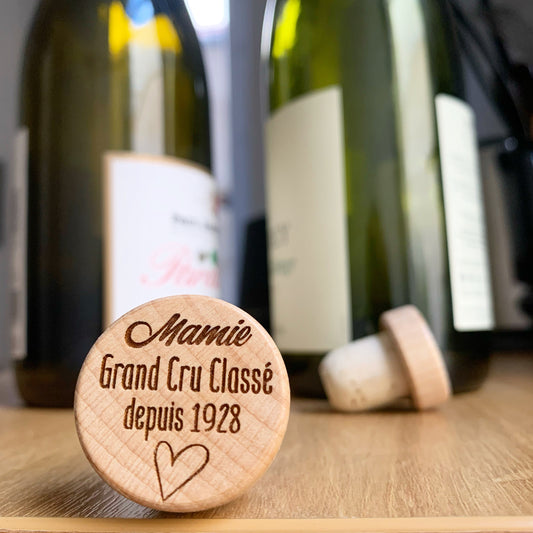 Mamie
Grand Cru Classé
depuis 1928